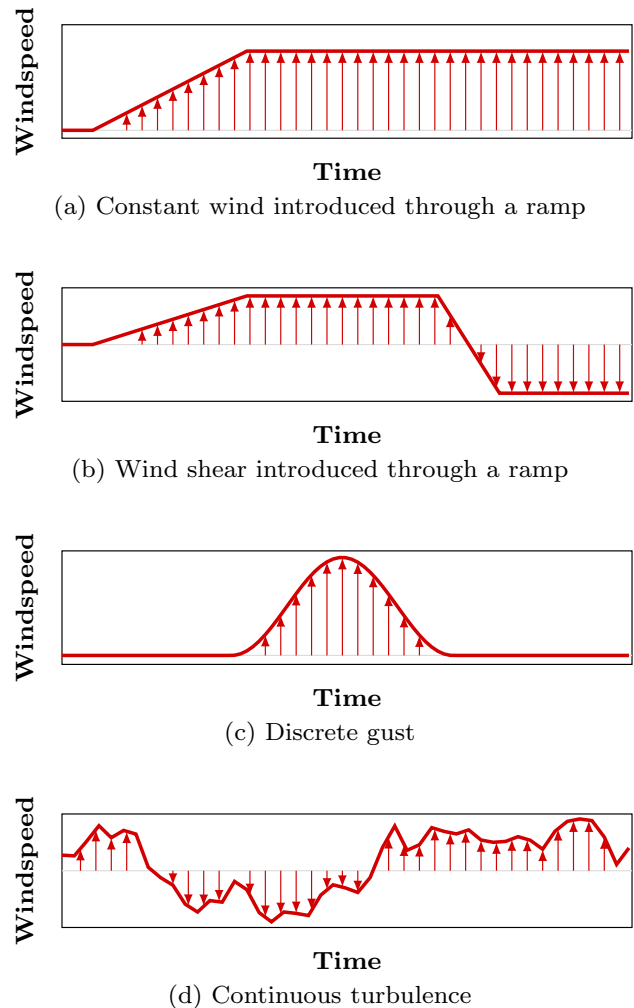 Windspeed
Time
(a) Constant wind introduced through a ramp
Windspeed
Time
(b) Wind shear introduced through a ramp
Windspeed
Time
(c) Discrete gust
Windspeed
Time
(d) Continuous turbulence